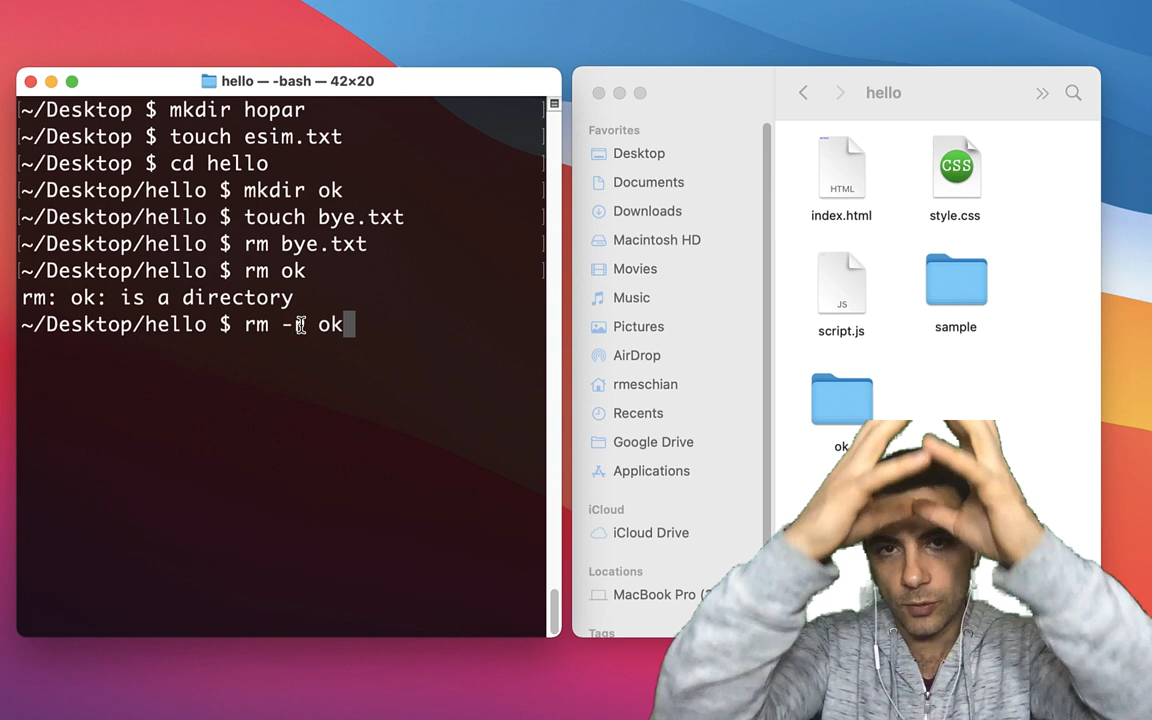 hello — -bash — 42×20
~/Desktop $ mkdir hopar
~/Desktop $ touch esim.txt
~/Desktop $ cd hello
~/Desktop/hello $ mkdir ok
~/Desktop/hello $ touch bye.txt
~/Desktop/hello $ rm bye.txt
~/Desktop/hello $ rm ok
rm: ok: is a directory
~/Desktop/hello $ rm ok
hello
Favorites
Desktop
Documents
Downloads
Macintosh HD
Movies
Music
Pictures
AirDrop
rmeschian
Recents
Google Drive
Applications
iCloud
iCloud Drive
Locations
MacBook Pro (
Tags
HTML
index.html
CSS
style.css
JS
script.js
sample
ok